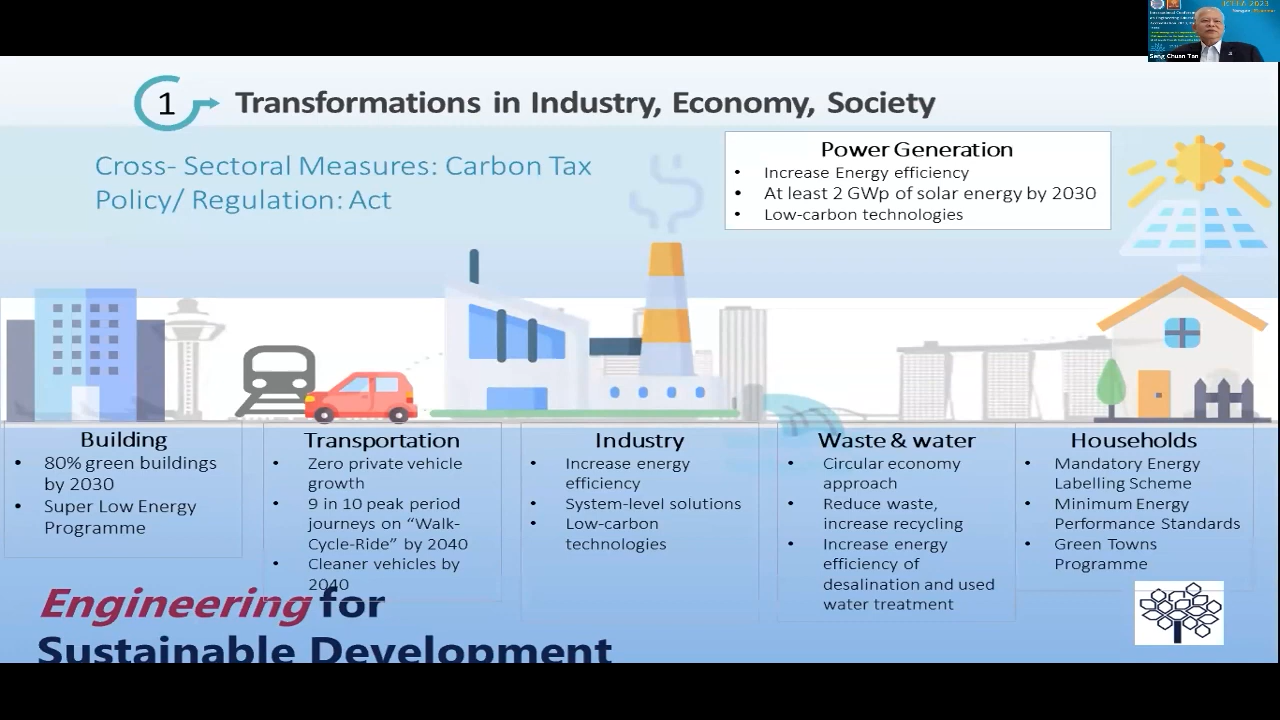 ICEEA 2023
Seng Chuan Tan
1
Transformations in Industry, Economy, Society
Cross- Sectoral Measures: Carbon Tax
Policy/ Regulation: Act
Power Generation
• Increase Energy efficiency
• At least 2 GWp of solar energy by 2030
• Low-carbon technologies
Building
• 80% green buildings
by 2030
• Super Low Energy
Programme
Transportation
• Zero private vehicle
growth
• 9 in 10 peak period
journeys on “Walk-
Cycle-Ride” by 2040
• Cleaner vehicles by
2040
Industry
• Increase energy
efficiency
• System-level solutions
• Low-carbon
technologies
Waste & water
• Circular economy
approach
• Reduce waste,
increase recycling
• Increase energy
efficiency of
desalination and used
water treatment
Households
• Mandatory Energy
Labelling Scheme
• Minimum Energy
Performance Standards
• Green Towns
Programme
Engineering for
Sustainable Development